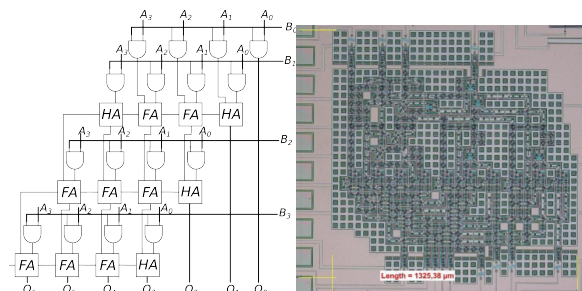 A3 A2 A1 A0
A3 A2 A1 A0 B1
HA FA FA HA
A3 A2 A1 A0 B2
FA FA FA HA
A3 A2 A1 A0 B3
FA FA FA HA
Length = 1325,38 µm